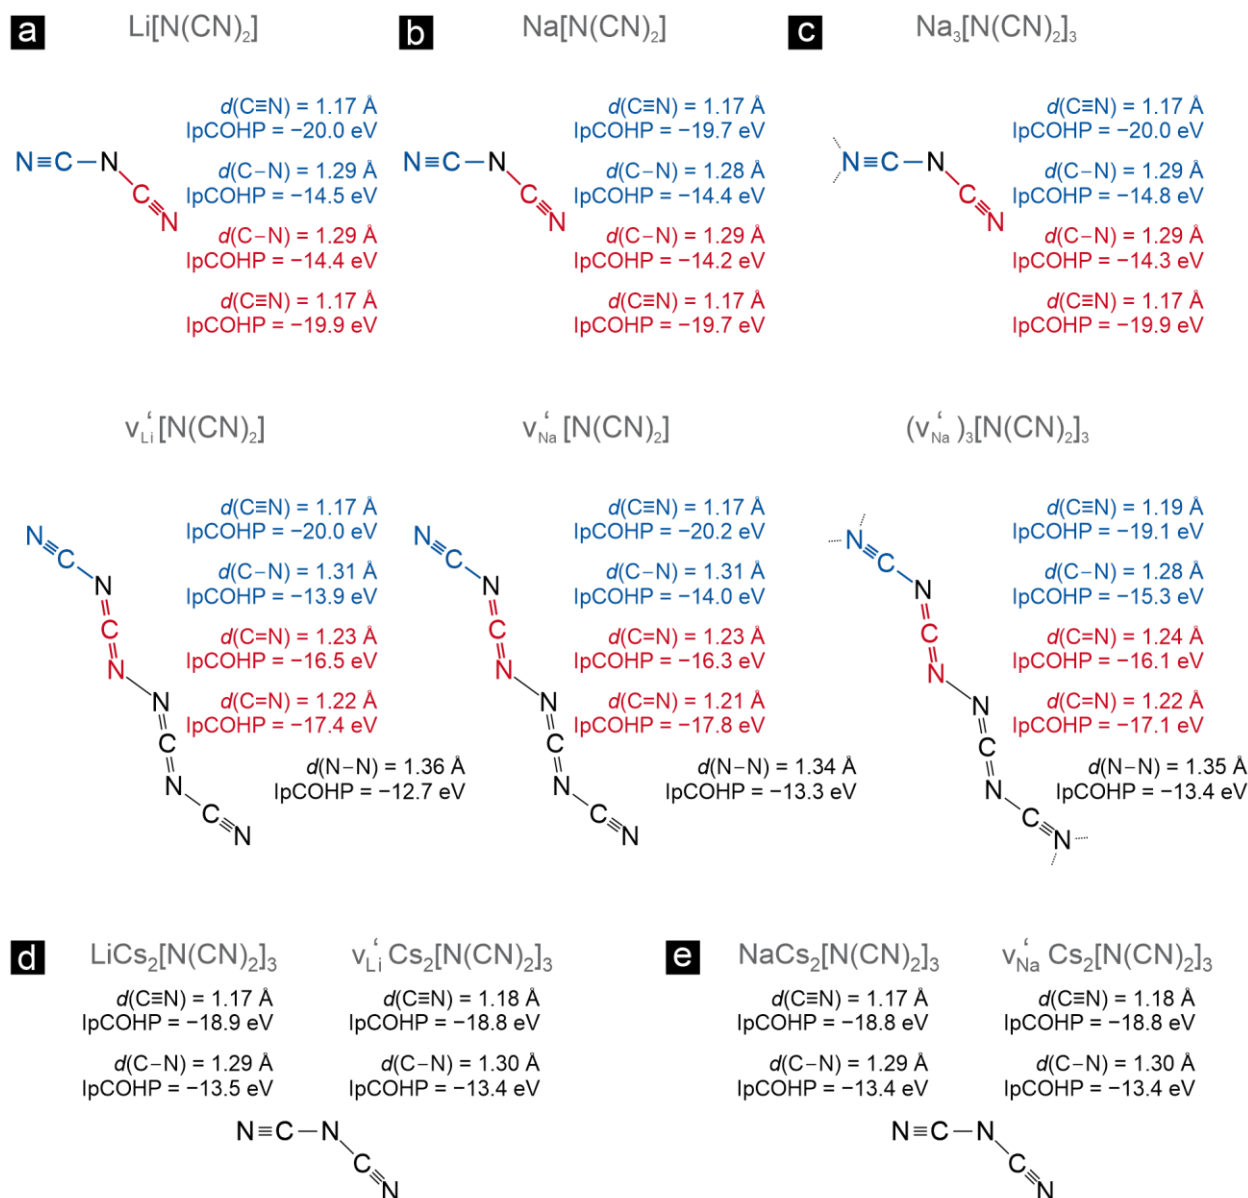 a Li[N(CN)₂]
d(C≡N) = 1.17 Å
IpCOHP = −20.0 eV
N≡C–N
d(C–N) = 1.29 Å
IpCOHP = −14.5 eV
C≡N
d(C–N) = 1.29 Å
IpCOHP = −14.4 eV
d(C≡N) = 1.17 Å
IpCOHP = −19.9 eV
b Na[N(CN)₂]
d(C≡N) = 1.17 Å
IpCOHP = −19.7 eV
N≡C–N
d(C–N) = 1.28 Å
IpCOHP = −14.4 eV
C≡N
d(C–N) = 1.29 Å
IpCOHP = −14.2 eV
d(C≡N) = 1.17 Å
IpCOHP = −19.7 eV
c Na₃[N(CN)₂]₃
d(C≡N) = 1.17 Å
IpCOHP = −20.0 eV
N≡C–N
d(C–N) = 1.29 Å
IpCOHP = −14.8 eV
C≡N
d(C–N) = 1.29 Å
IpCOHP = −14.3 eV
d(C≡N) = 1.17 Å
IpCOHP = −19.9 eV
v‘Li[N(CN)₂]
d(C≡N) = 1.17 Å
IpCOHP = −20.0 eV
d(C–N) = 1.31 Å
IpCOHP = −13.9 eV
d(C=N) = 1.23 Å
IpCOHP = −16.5 eV
d(C=N) = 1.22 Å
IpCOHP = −17.4 eV
d(N–N) = 1.36 Å
IpCOHP = −12.7 eV
N≡C–N=C=N–N=C=N–C≡N
v‘Na[N(CN)₂]
d(C≡N) = 1.17 Å
IpCOHP = −20.2 eV
d(C–N) = 1.31 Å
IpCOHP = −14.0 eV
d(C=N) = 1.23 Å
IpCOHP = −16.3 eV
d(C=N) = 1.21 Å
IpCOHP = −17.8 eV
d(N–N) = 1.34 Å
IpCOHP = −13.3 eV
N≡C–N=C=N–N=C=N–C≡N
(v‘Na)₃[N(CN)₂]₃
d(C≡N) = 1.19 Å
IpCOHP = −19.1 eV
d(C–N) = 1.28 Å
IpCOHP = −15.3 eV
d(C=N) = 1.24 Å
IpCOHP = −16.1 eV
d(C=N) = 1.22 Å
IpCOHP = −17.1 eV
d(N–N) = 1.35 Å
IpCOHP = −13.4 eV
N≡C–N=C=N–N=C=N–C≡N
d LiCs₂[N(CN)₂]₃
d(C≡N) = 1.17 Å
IpCOHP = −18.9 eV
d(C–N) = 1.29 Å
IpCOHP = −13.5 eV
v‘LiCs₂[N(CN)₂]₃
d(C≡N) = 1.18 Å
IpCOHP = −18.8 eV
d(C–N) = 1.30 Å
IpCOHP = −13.4 eV
N≡C–N
C≡N
e NaCs₂[N(CN)₂]₃
d(C≡N) = 1.17 Å
IpCOHP = −18.8 eV
d(C–N) = 1.29 Å
IpCOHP = −13.4 eV
v‘NaCs₂[N(CN)₂]₃
d(C≡N) = 1.18 Å
IpCOHP = −18.8 eV
d(C–N) = 1.30 Å
IpCOHP = −13.4 eV
N≡C–N
C≡N